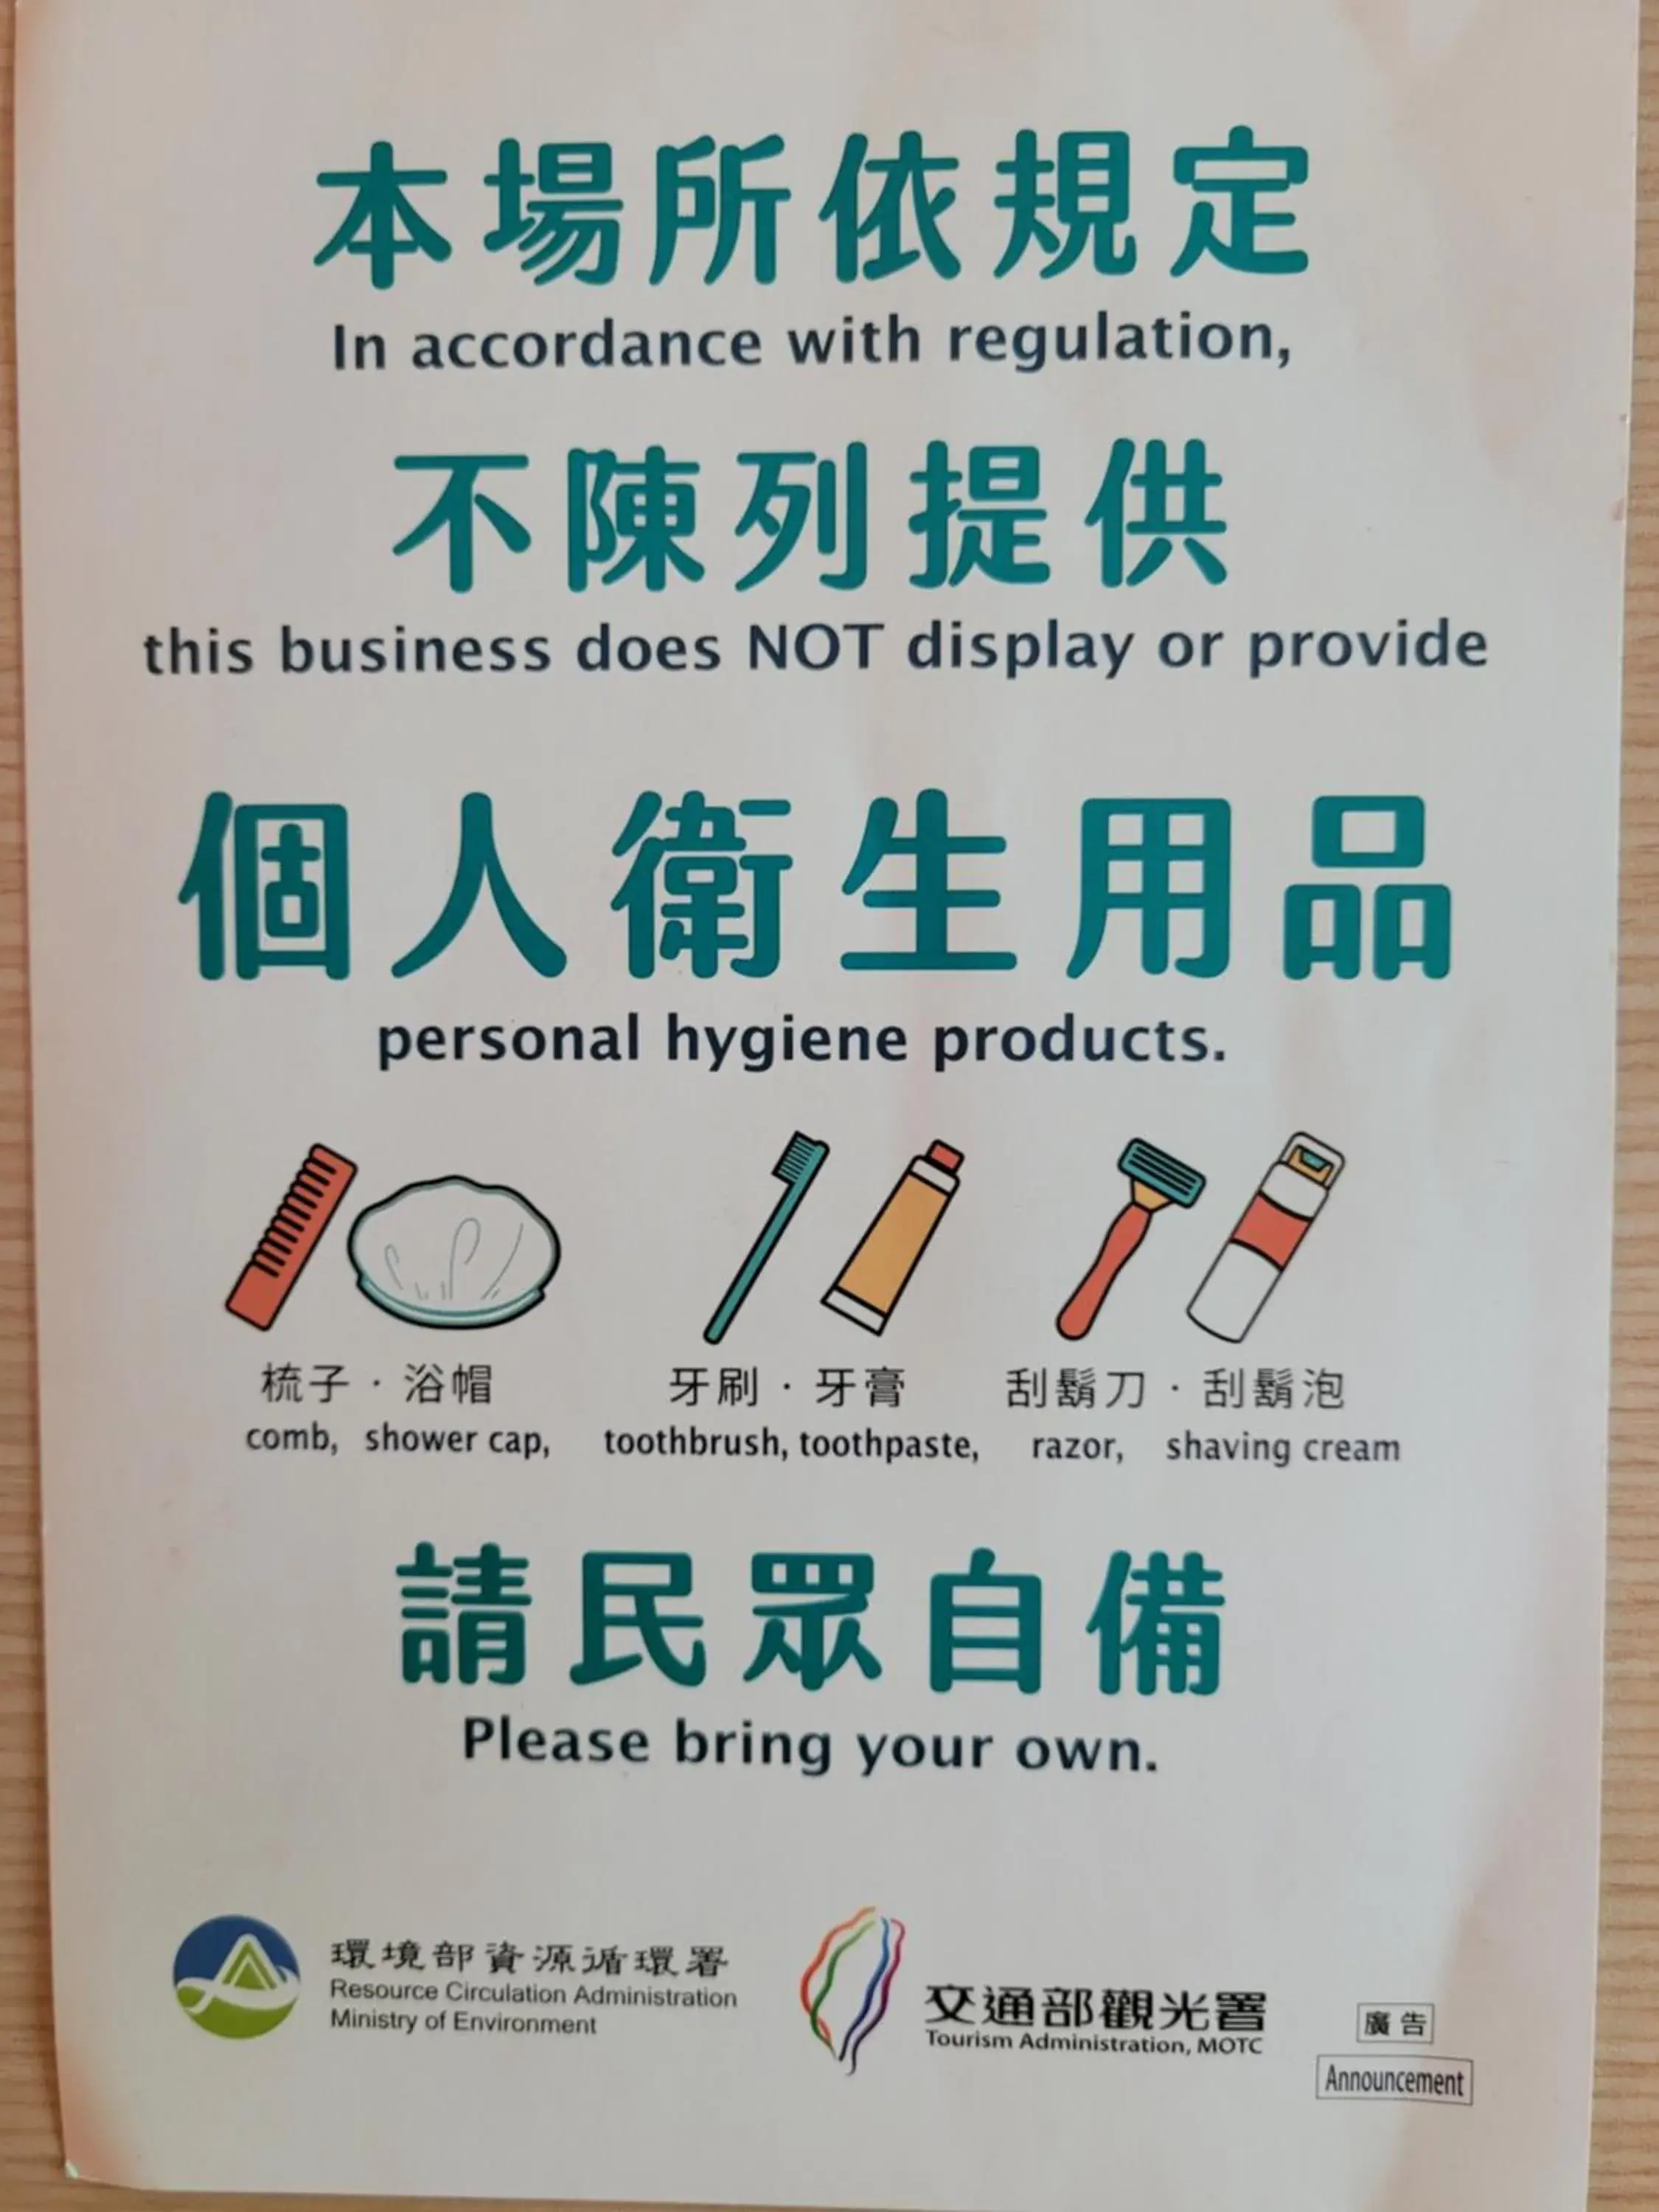 本場所依規定
In accordance with regulation,
不陳列提供
this business does NOT display or provide
個人衛生用品
personal hygiene products.
梳子·浴帽 牙刷·牙膏 刮鬍刀·刮鬍泡
comb, shower cap, toothbrush, toothpaste, razor, shaving cream
請民眾自備
Please bring your own.
環境部資源循環署
Resource Circulation Administration
Ministry of Environment
交通部觀光署
Tourism Administration, MOTC
廣告
Announcement